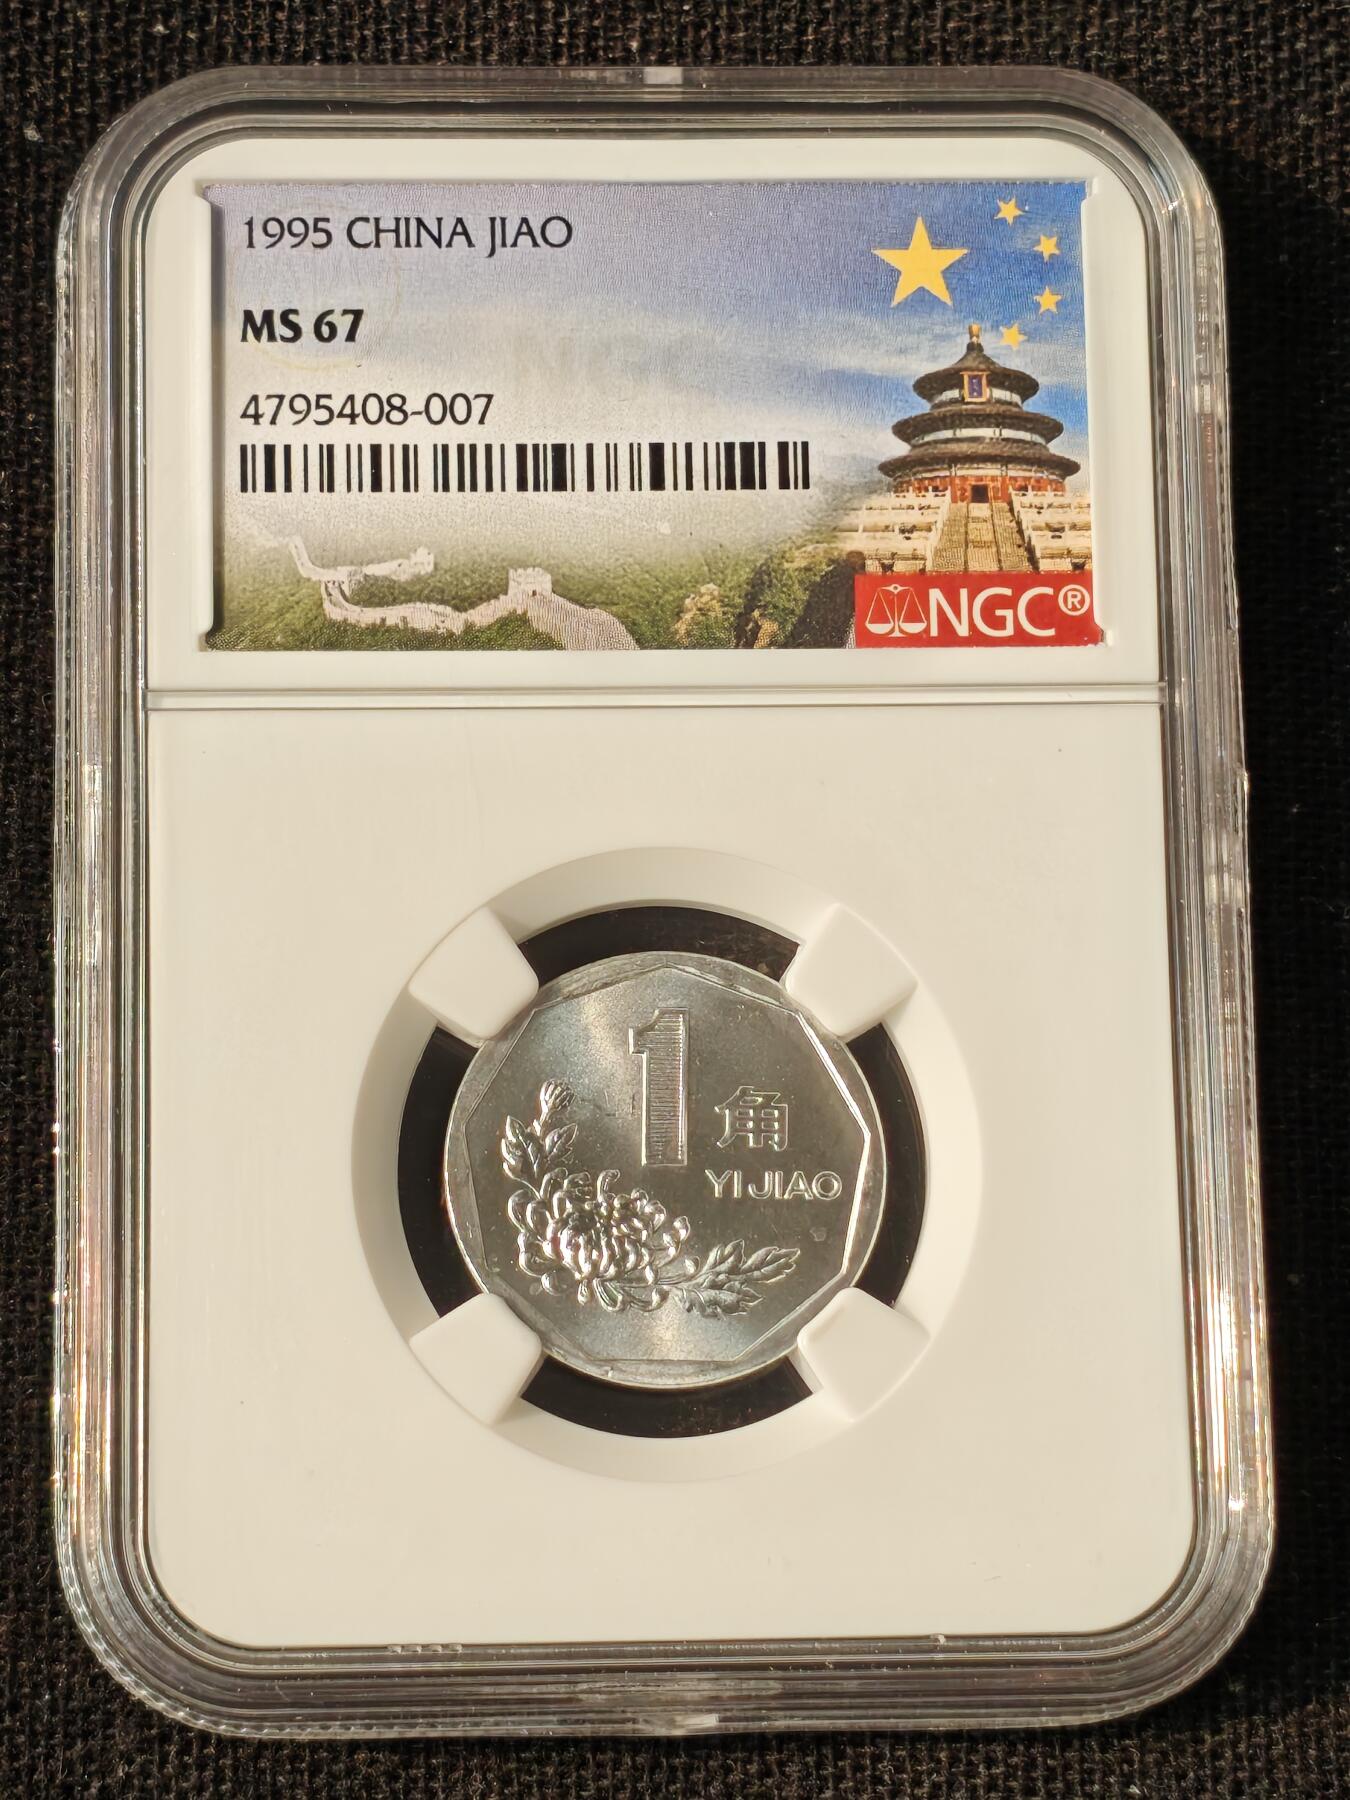 1995 CHINA JIAO
MS 67
4795408-007
NGC®
1
角
YI JIAO